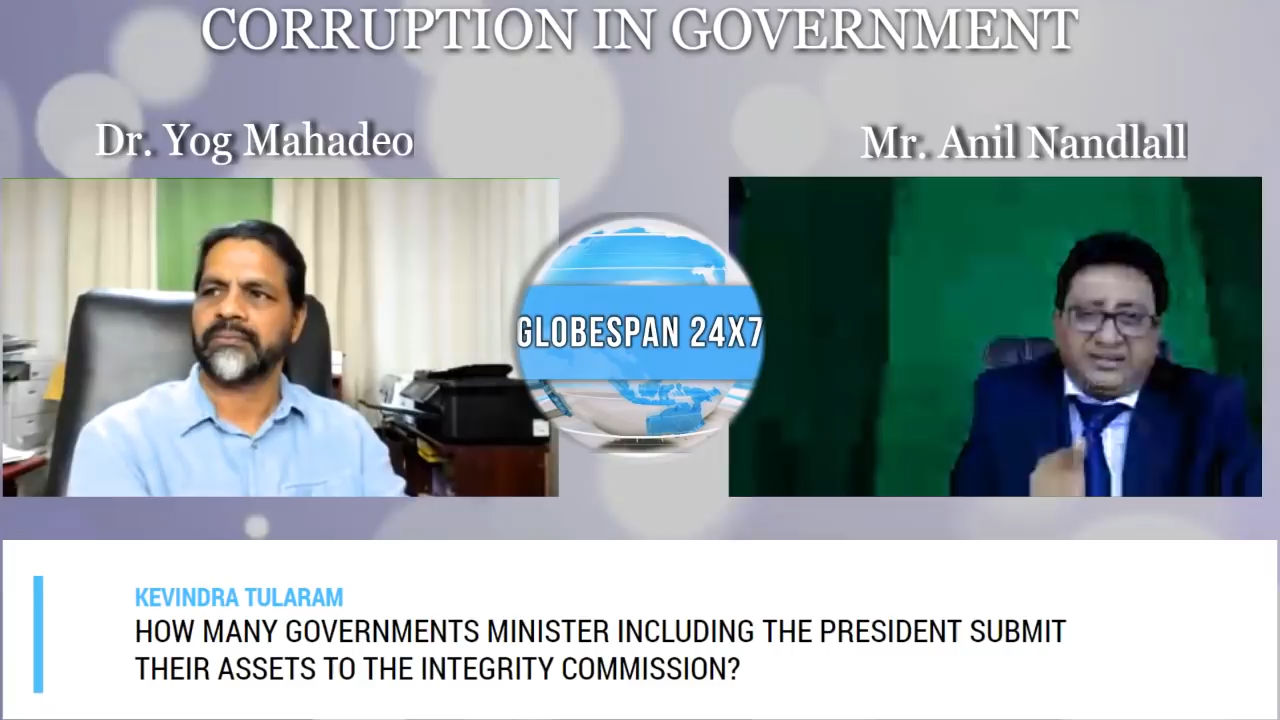 CORRUPTION IN GOVERNMENT
Dr. Yog Mahadeo
Mr. Anil Nandlall
GLOBESPAN 24X7
KEVINDRA TULARAM
HOW MANY GOVERNMENTS MINISTER INCLUDING THE PRESIDENT SUBMIT
THEIR ASSETS TO THE INTEGRITY COMMISSION?